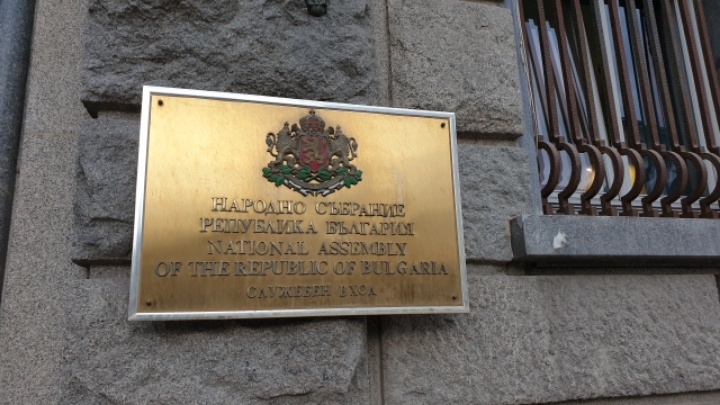 НАРОДНО СЪБРАНИЕ
РЕПУБЛИКА БЪЛГАРИЯ
NATIONAL ASSEMBLY
OF THE REPUBLIC OF BULGARIA
СЛУЖЕБЕН ВХОД